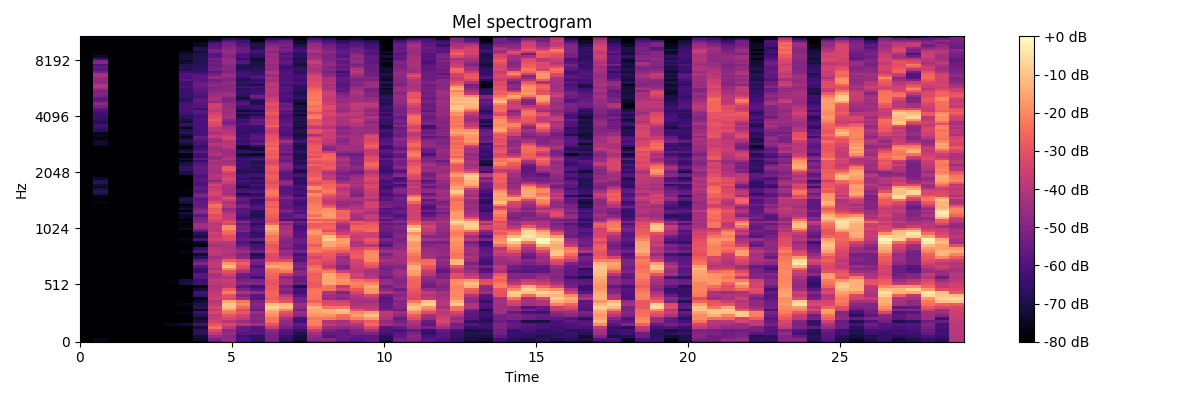 Mel spectrogram
Hz
8192
4096
2048
1024
512
0
0 5 10 15 20 25
Time
+0 dB
-10 dB
-20 dB
-30 dB
-40 dB
-50 dB
-60 dB
-70 dB
-80 dB